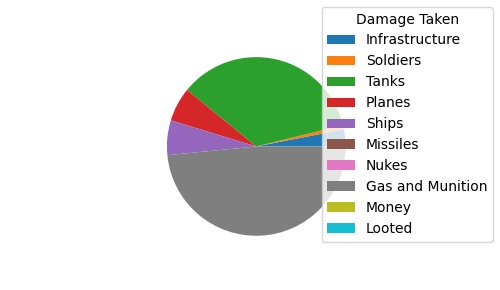 Damage Taken
Infrastructure
Soldiers
Tanks
Planes
Ships
Missiles
Nukes
Gas and Munition
Money
Looted